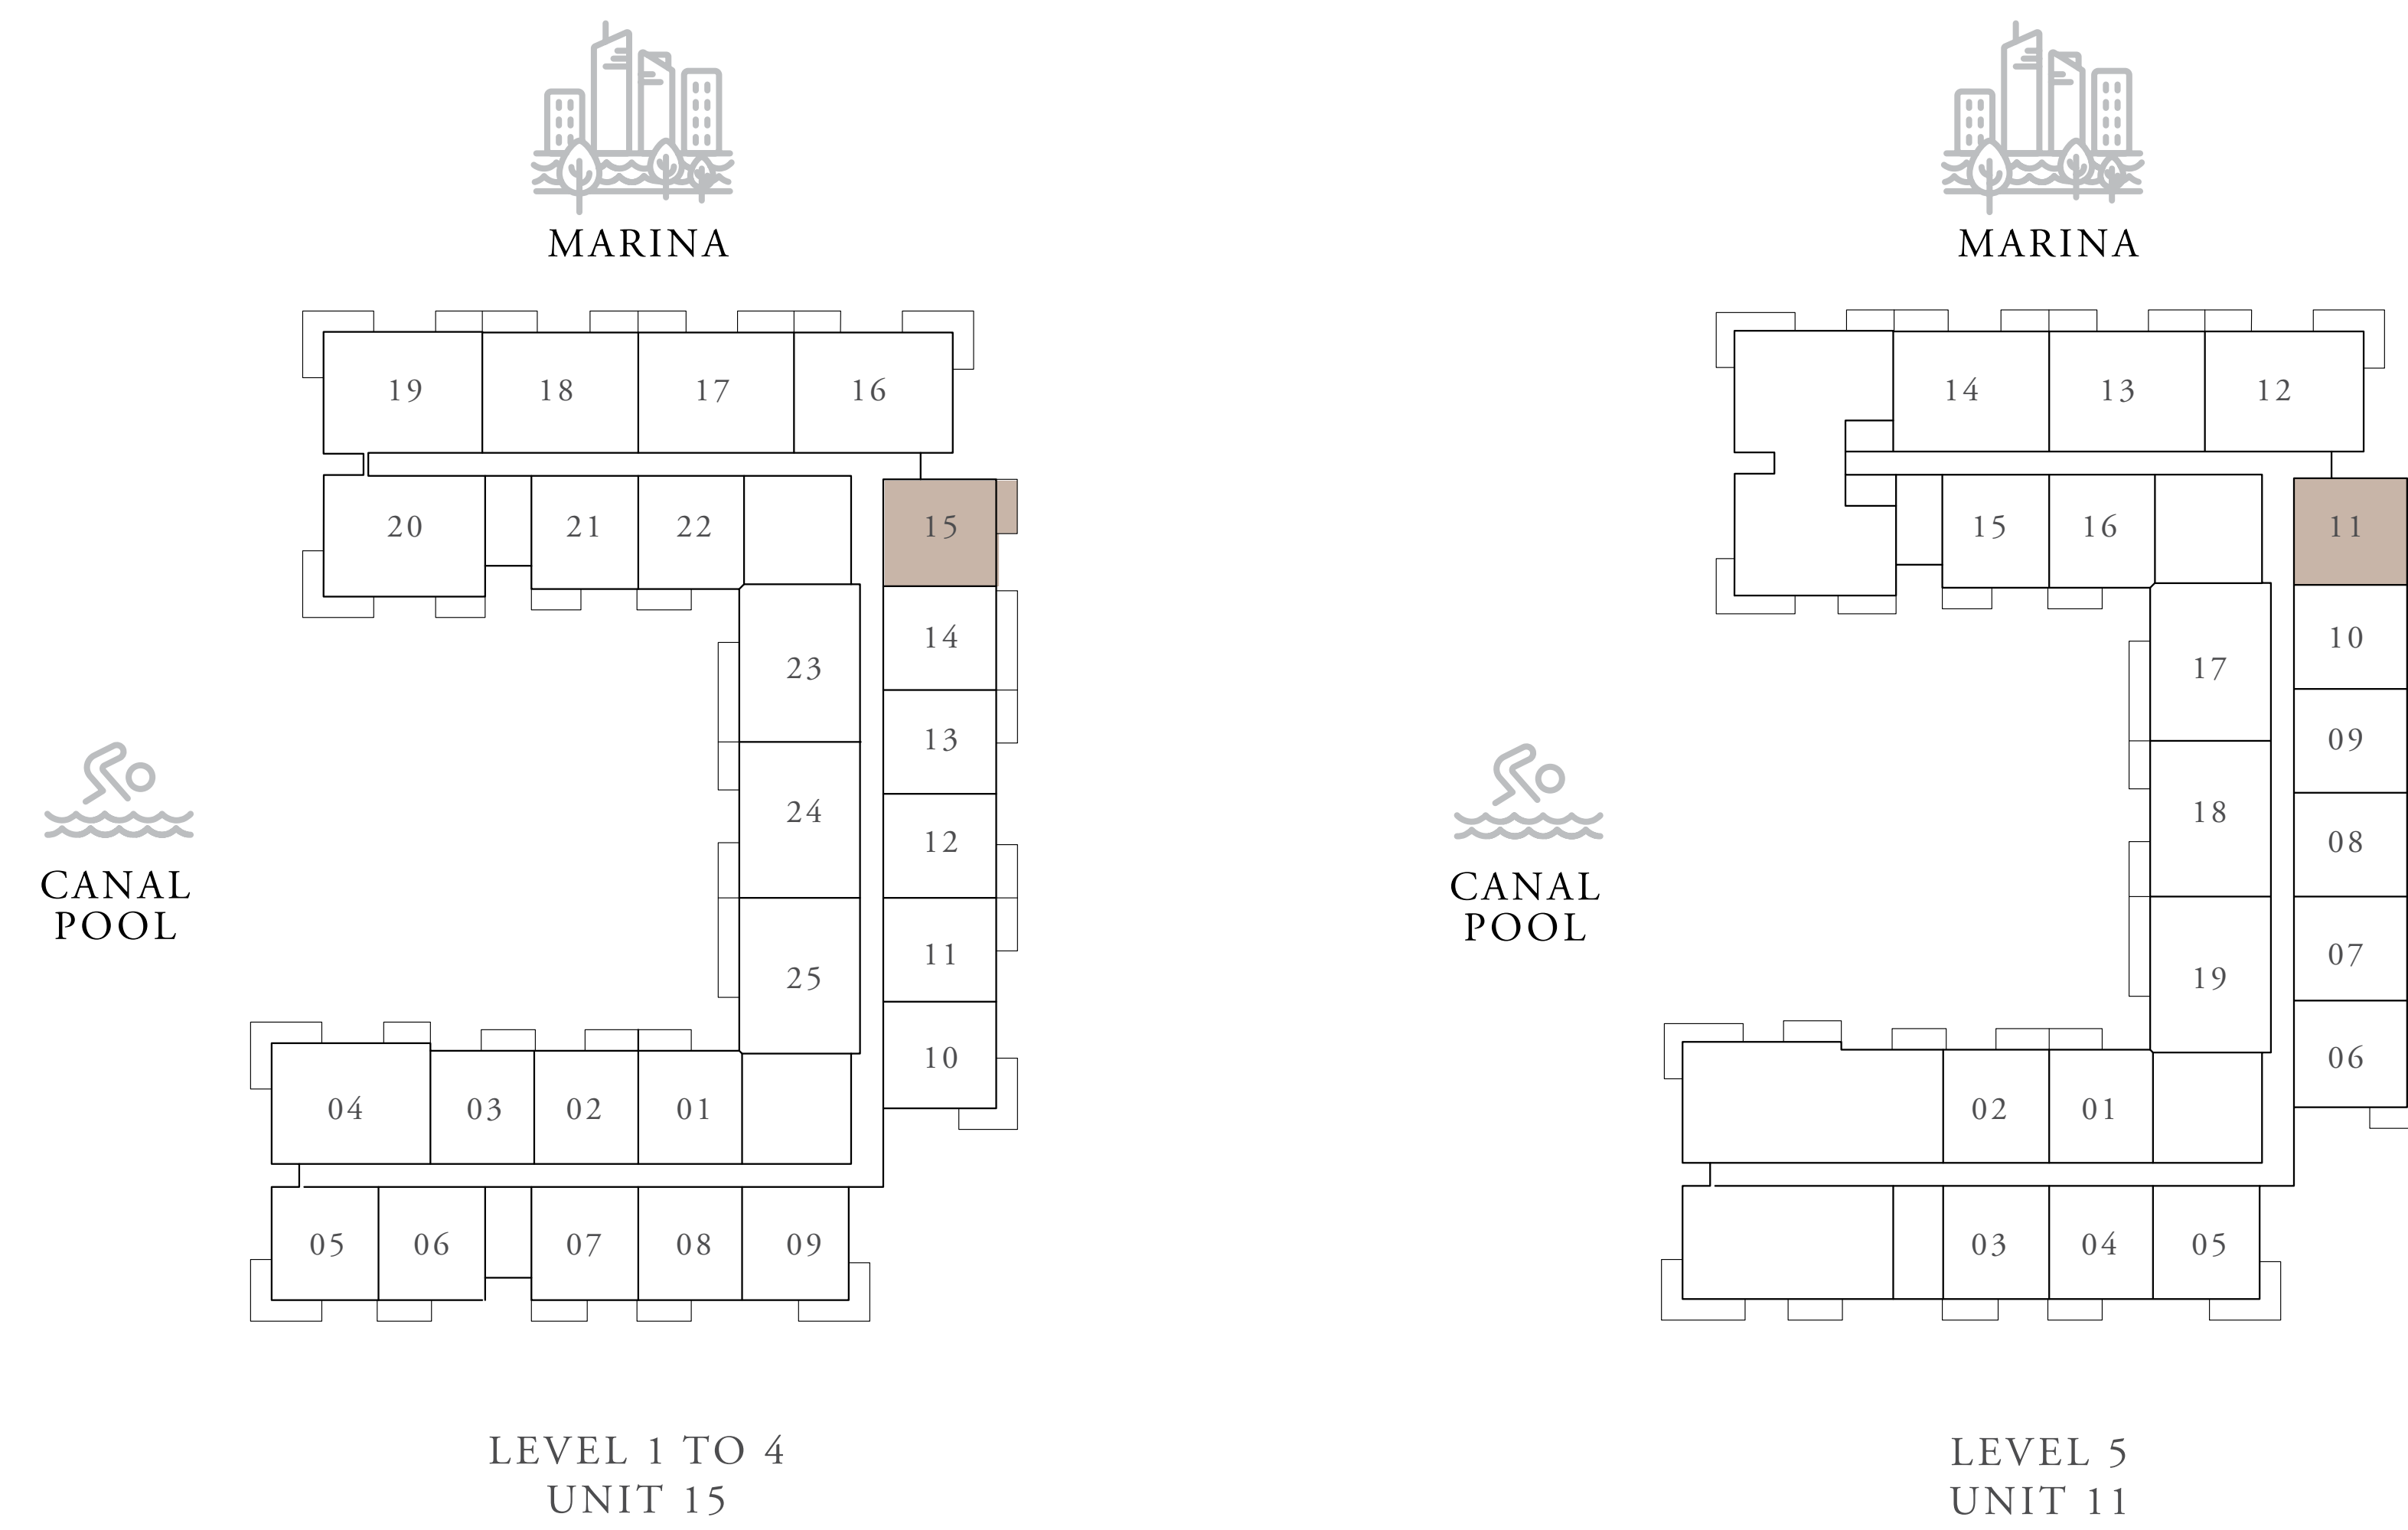 MARINA
19 18 17 16
20 21 22 15
14
23
13
24 12
11
25
10
04 03 02 01
05 06 07 08 09
CANAL
POOL
LEVEL 1 TO 4
UNIT 15
MARINA
14 13 12
15 16 11
10
17
09
18 08
07
19
06
02 01
03 04 05
CANAL
POOL
LEVEL 5
UNIT 11